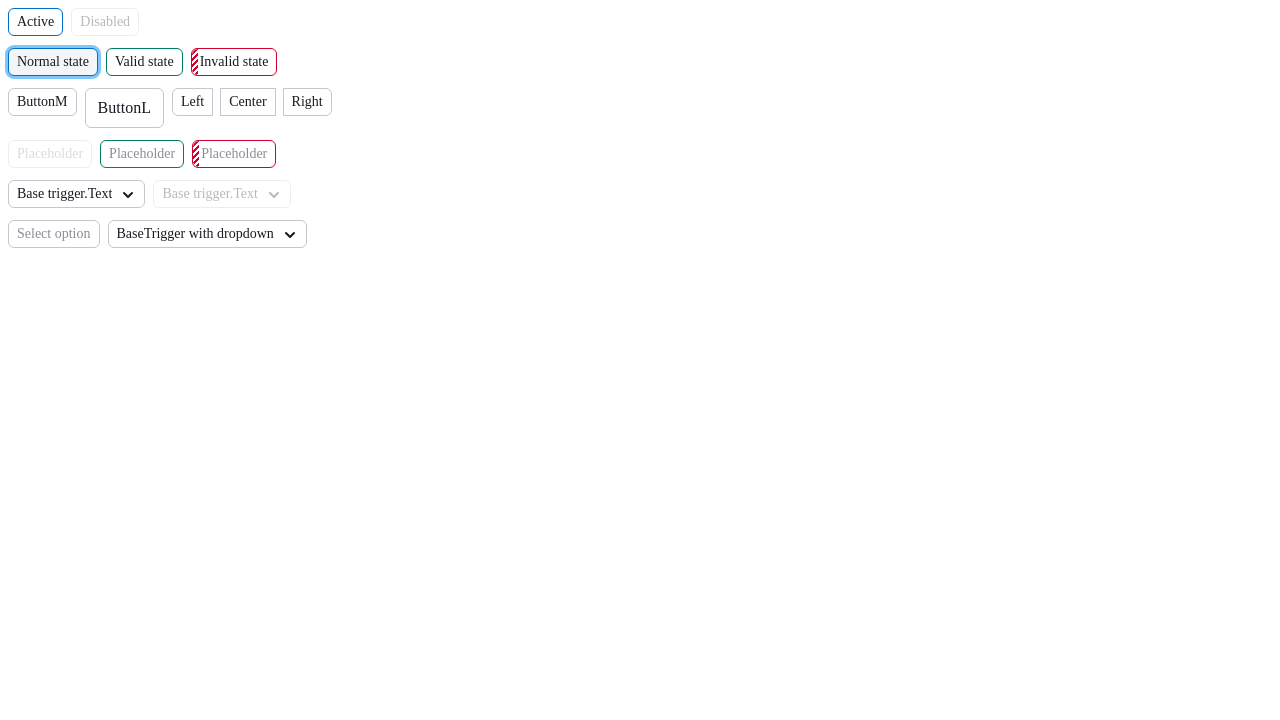 Active Disabled
Normal state Valid state Invalid state
ButtonM ButtonL Left Center Right
Placeholder Placeholder Placeholder
Base trigger.Text Base trigger.Text
Select option BaseTrigger with dropdown